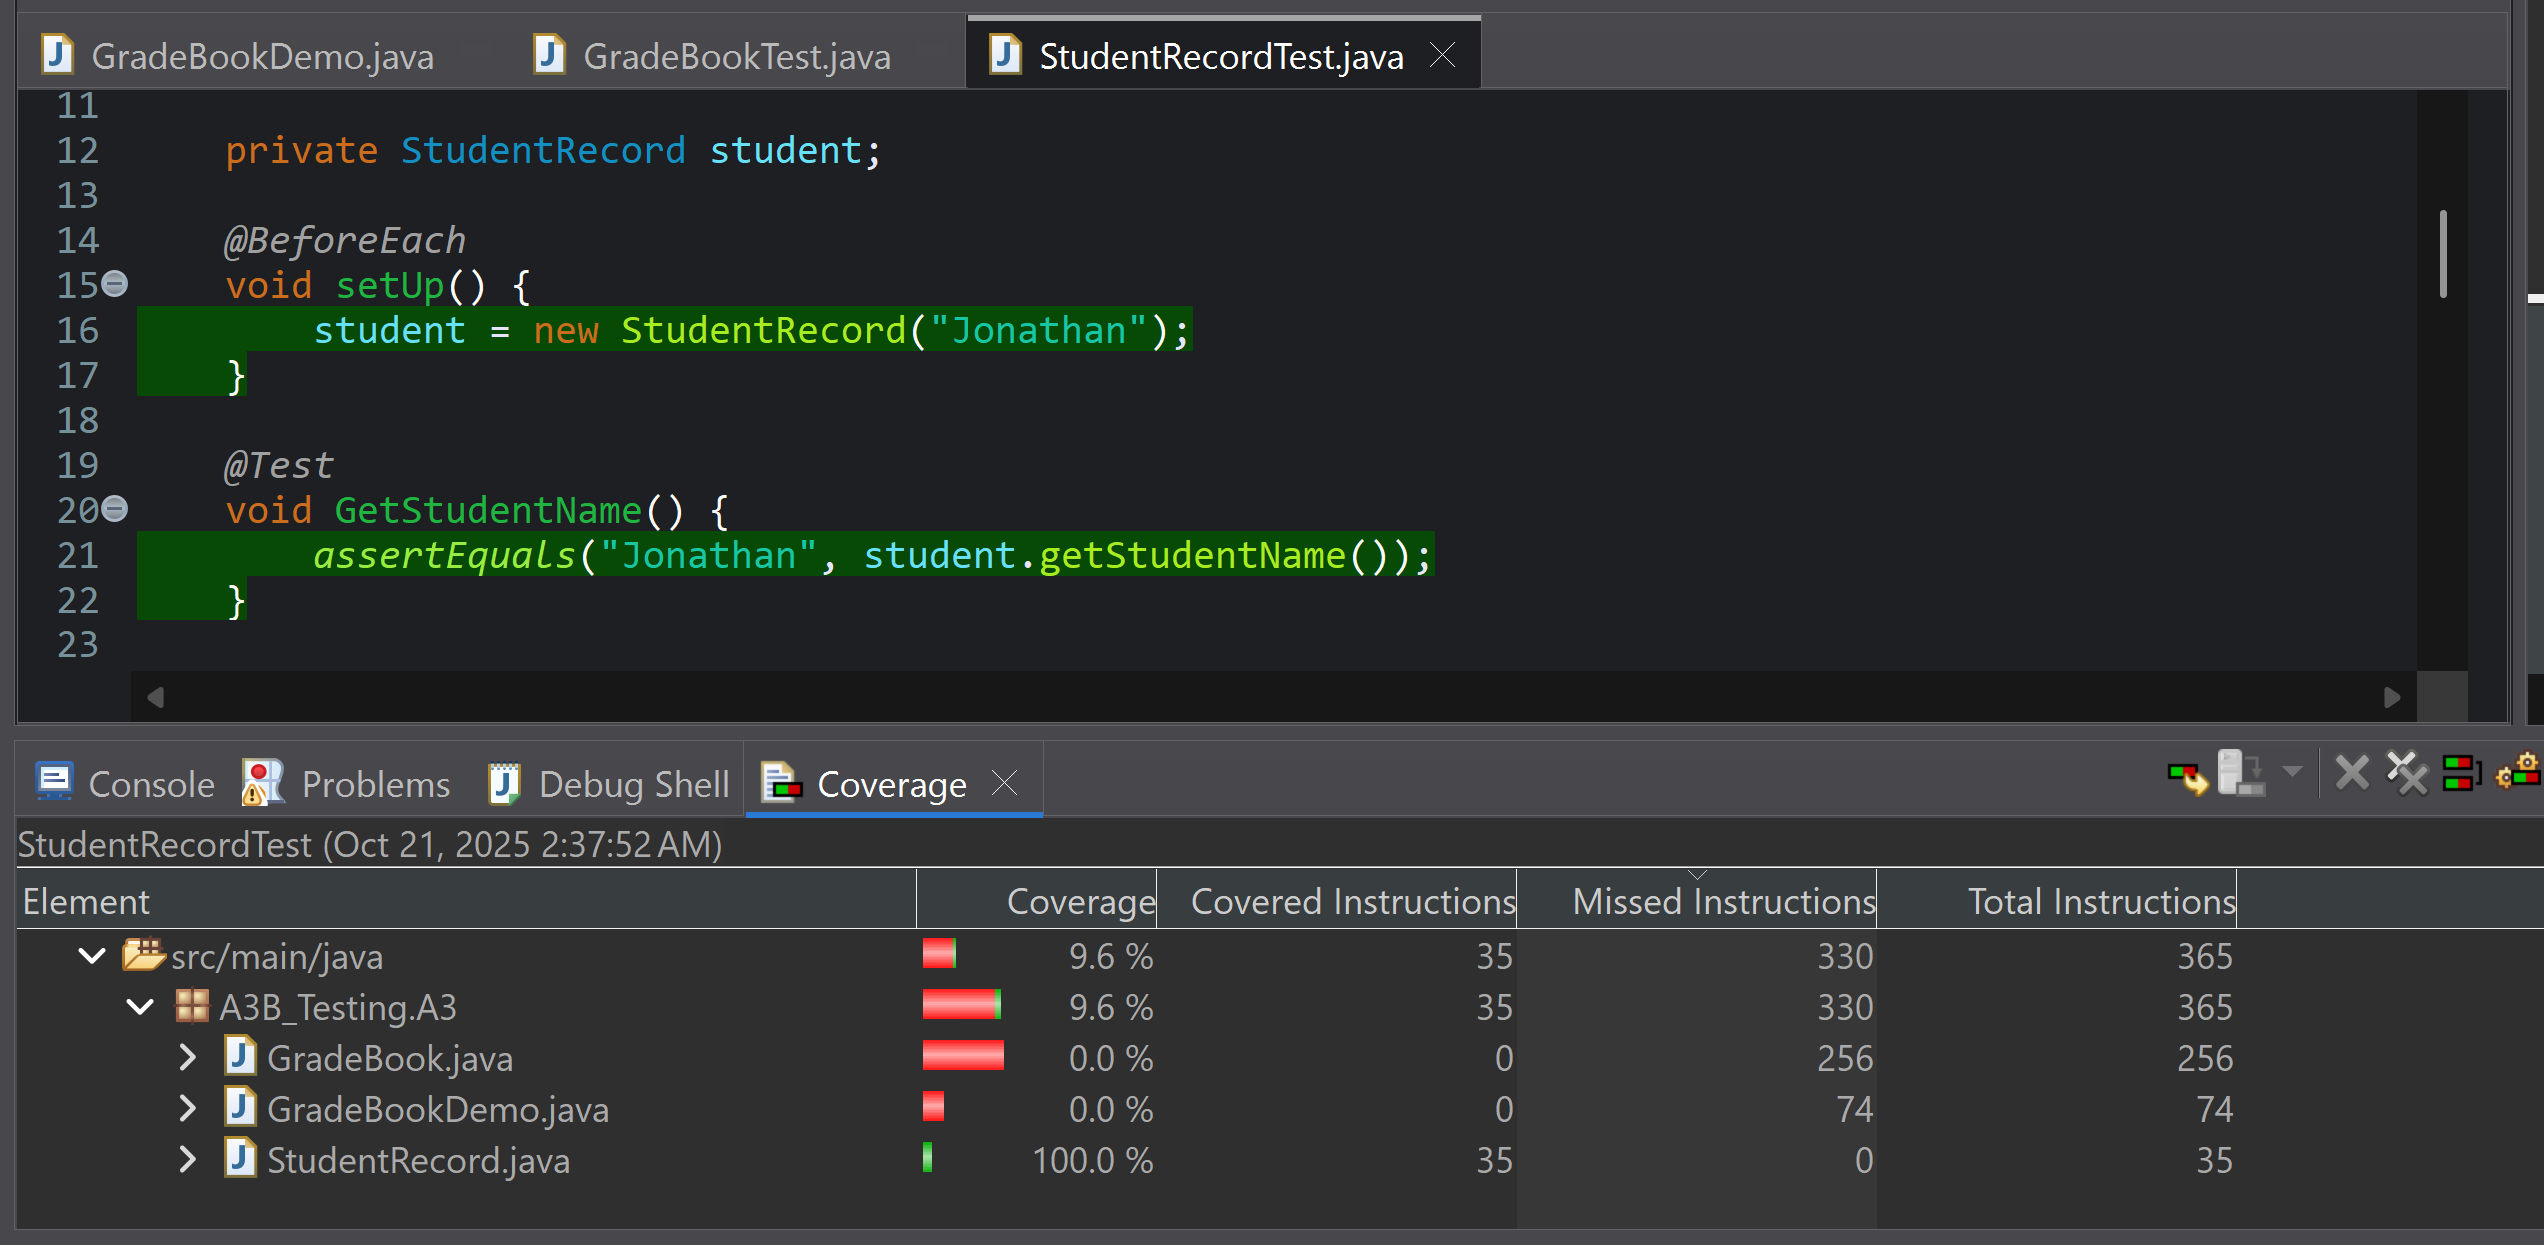 GradeBookDemo.java GradeBookTest.java StudentRecordTest.java
11
12 private StudentRecord student;
13
14 @BeforeEach
15 void setUp() {
16 student = new StudentRecord("Jonathan");
17 }
18
19 @Test
20 void GetStudentName() {
21 assertEquals("Jonathan", student.getStudentName());
22 }
23
Console Problems Debug Shell Coverage
StudentRecordTest (Oct 21, 2025 2:37:52 AM)
Element Coverage Covered Instructions Missed Instructions Total Instructions
src/main/java 9.6 % 35 330 365
A3B_Testing.A3 9.6 % 35 330 365
GradeBook.java 0.0 % 0 256 256
GradeBookDemo.java 0.0 % 0 74 74
StudentRecord.java 100.0 % 35 0 35